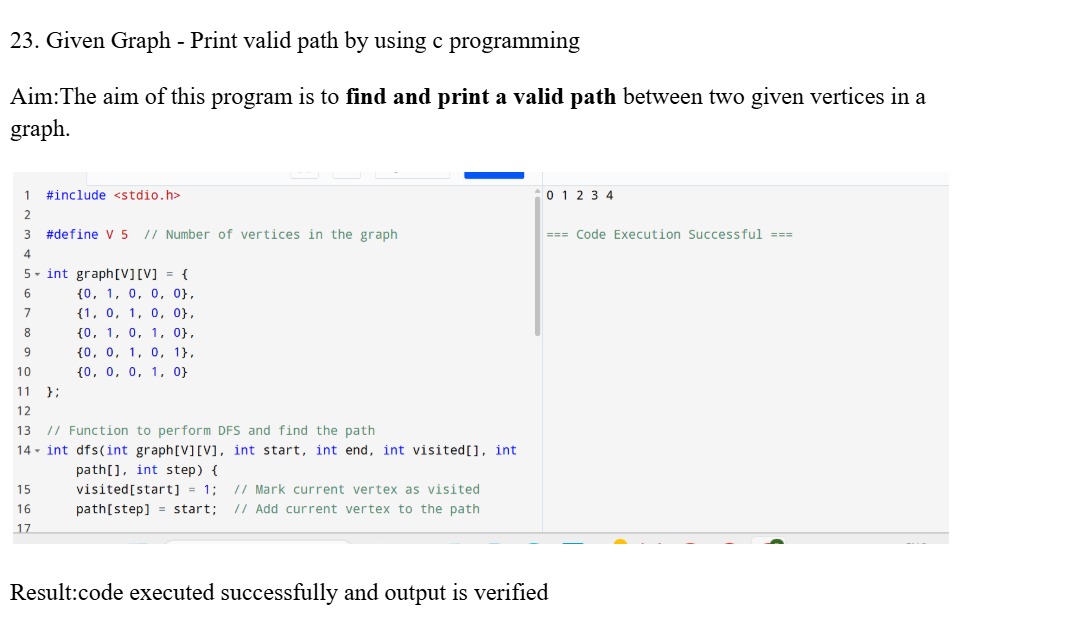 23. Given Graph - Print valid path by using c programming
Aim:The aim of this program is to find and print a valid path between two given vertices in a
graph.
1 #include <stdio.h>
2
3 #define V 5 // Number of vertices in the graph
4
5 int graph[V][V] = {
6 {0, 1, 0, 0, 0},
7 {1, 0, 1, 0, 0},
8 {0, 1, 0, 1, 0},
9 {0, 0, 1, 0, 1},
10 {0, 0, 0, 1, 0}
11 };
12
13 // Function to perform DFS and find the path
14 int dfs(int graph[V][V], int start, int end, int visited[], int
path[], int step) {
15 visited[start] = 1; // Mark current vertex as visited
16 path[step] = start; // Add current vertex to the path
17
0 1 2 3 4
=== Code Execution Successful ===
Result:code executed successfully and output is verified